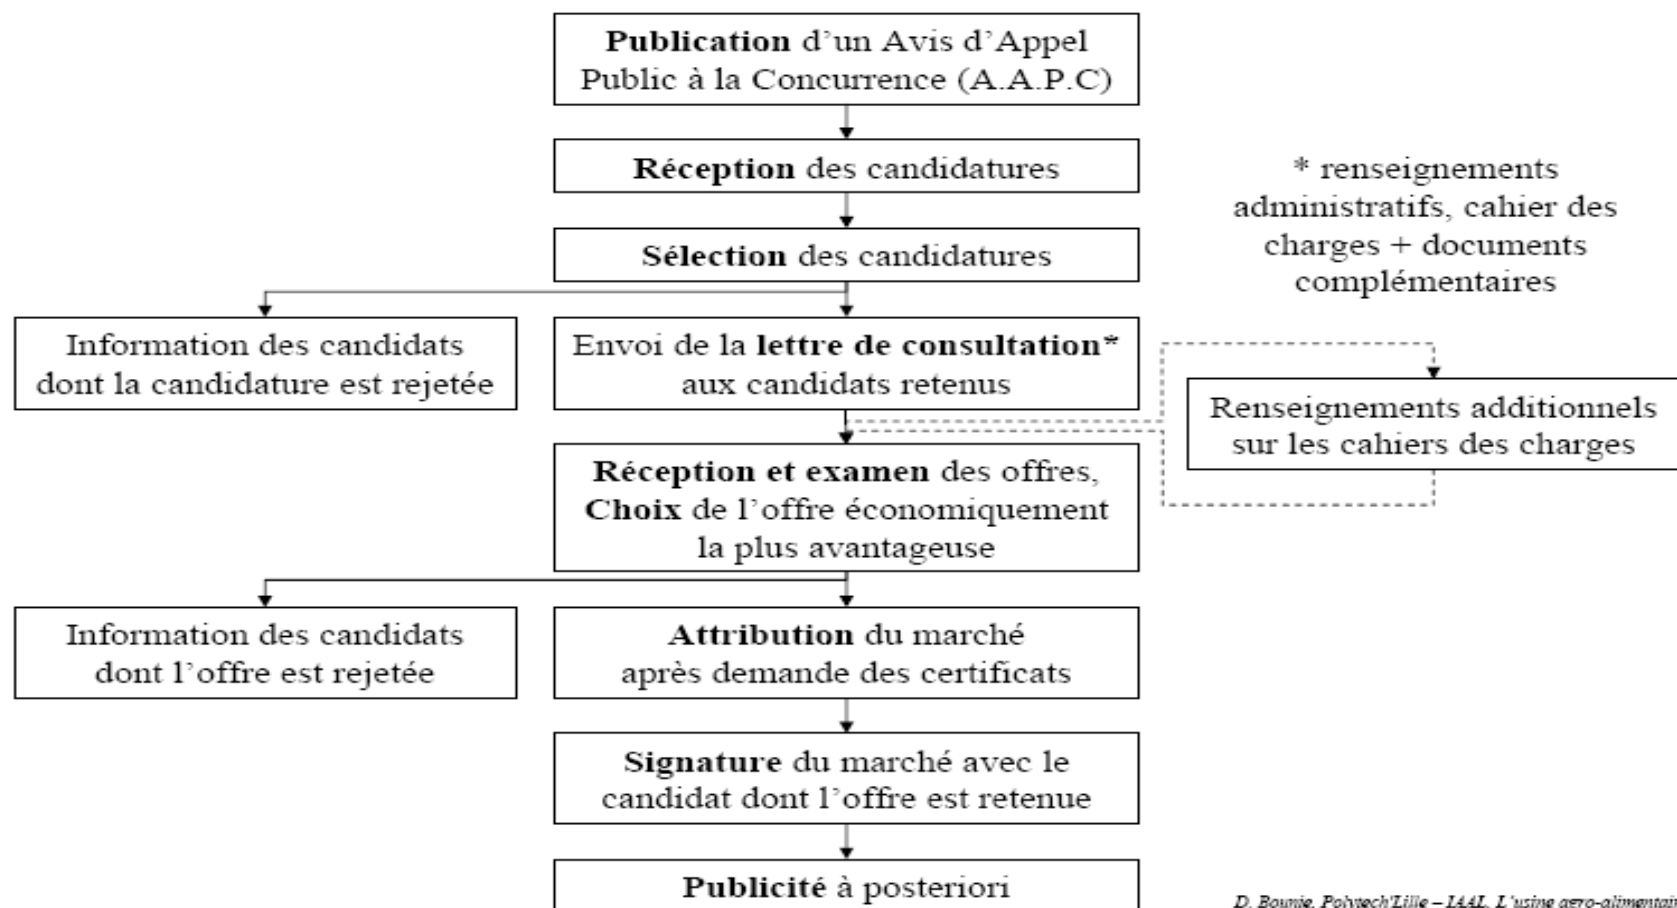 Publication d'un Avis d'Appel
Public à la Concurrence (A.A.P.C)
Réception des candidatures
* renseignements
administratifs, cahier des
charges + documents
complémentaires
Sélection des candidatures
Information des candidats
dont la candidature est rejetée
Envoi de la lettre de consultation*
aux candidats retenus
Renseignements additionnels
sur les cahiers des charges
Réception et examen des offres,
Choix de l'offre économiquement
la plus avantageuse
Information des candidats
dont l'offre est rejetée
Attribution du marché
après demande des certificats
Signature du marché avec le
candidat dont l'offre est retenue
Publicité à posteriori
D. Bounie, Polytech'Lille – IAAL, L'usine agro-alimentair